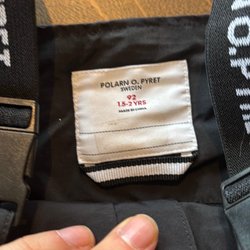 POLARN O. PYRET
SWEDEN
92
1.5-2 YRS
MADE IN CHINA